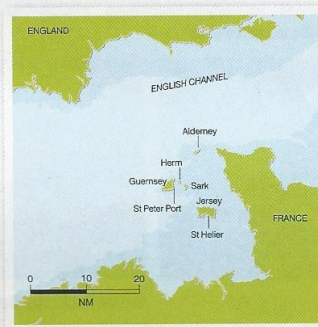 ENGLAND
ENGLISH CHANNEL
Alderney
Herm
Guernsey
Sark
St Peter Port
Jersey
FRANCE
St Helier
0 10 20
NM